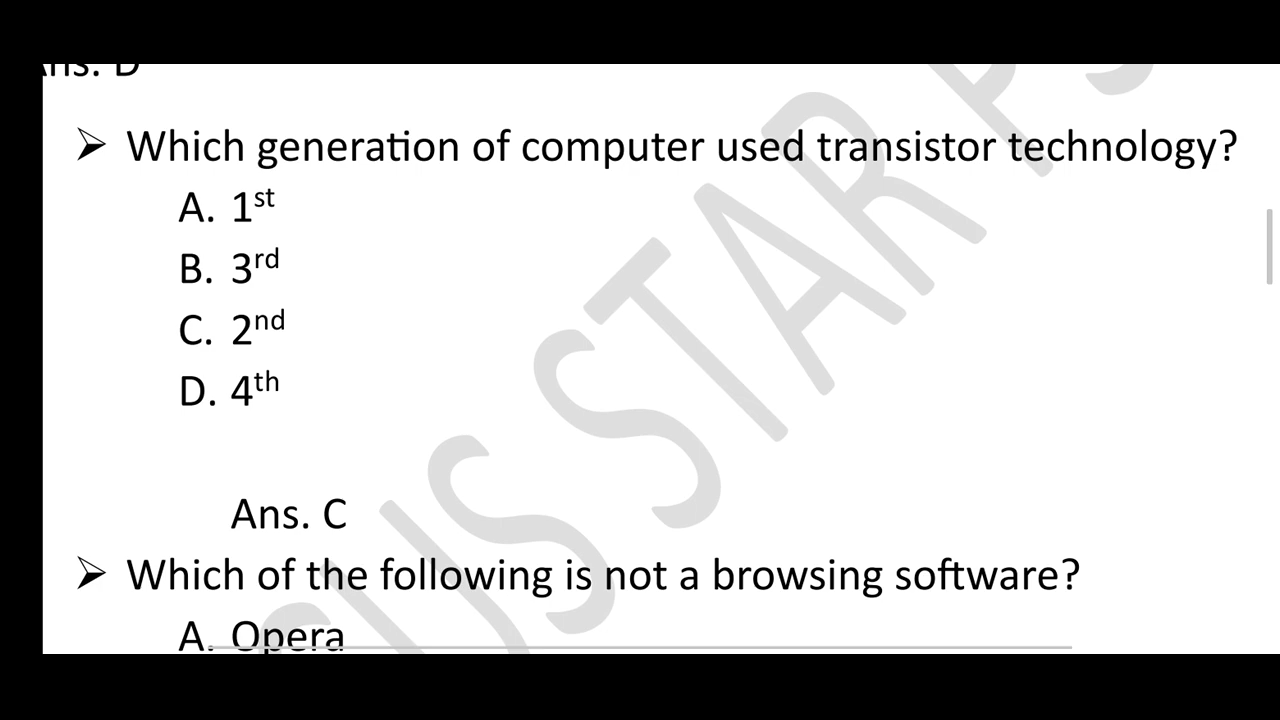 Ans. D
➢ Which generation of computer used transistor technology?
A. 1st
B. 3rd
C. 2nd
D. 4th
Ans. C
➢ Which of the following is not a browsing software?
A. Opera
STAR